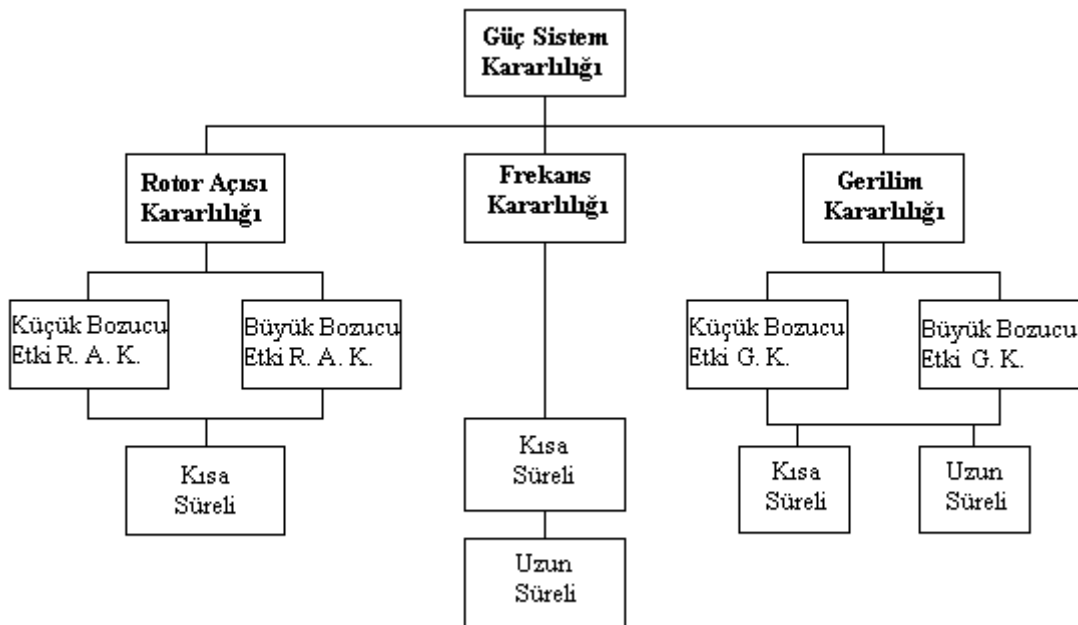 Güç Sistem
Kararlılığı
Rotor Açısı
Kararlılığı
Frekans
Kararlılığı
Gerilim
Kararlılığı
Küçük Bozucu
Etki R. A. K.
Büyük Bozucu
Etki R. A. K.
Küçük Bozucu
Etki G. K.
Büyük Bozucu
Etki G. K.
Kısa
Süreli
Kısa
Süreli
Uzun
Süreli
Kısa
Süreli
Uzun
Süreli